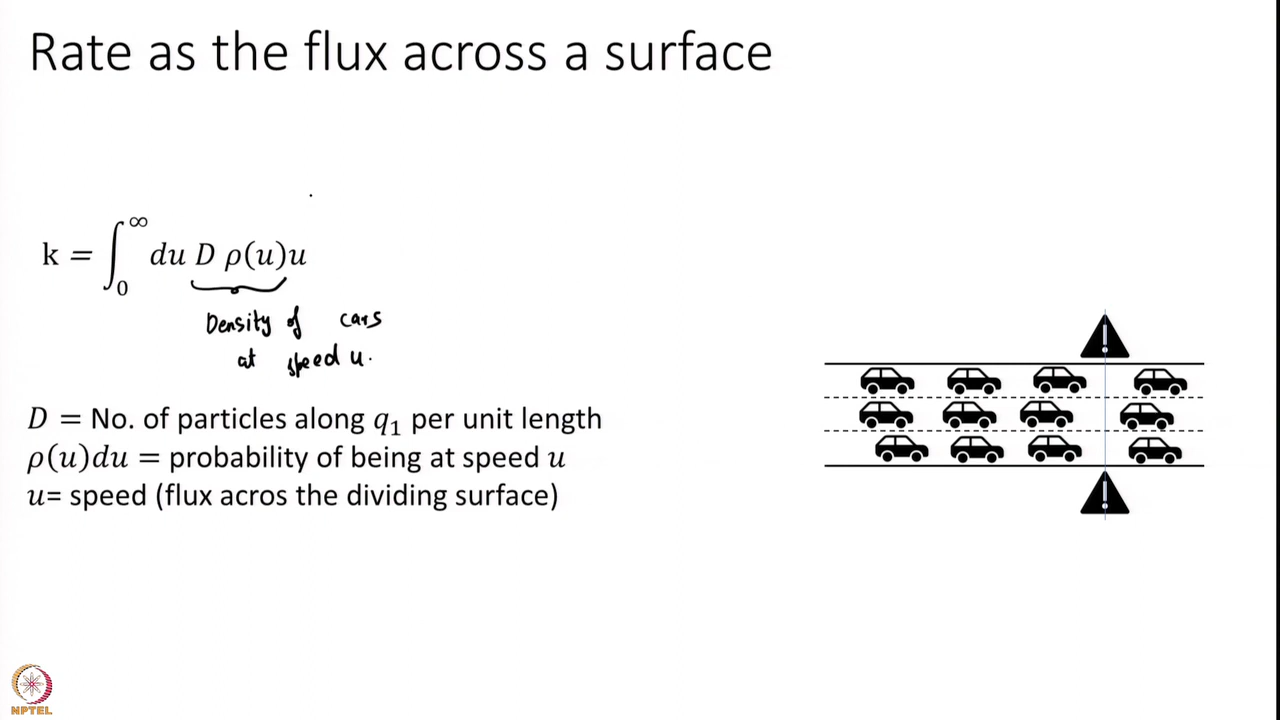 Rate as the flux across a surface
k = ∫₀^∞ du D ρ(u)u
Density of cars
at speed u.
D = No. of particles along q₁ per unit length
ρ(u)du = probability of being at speed u
u= speed (flux acros the dividing surface)
NPTEL